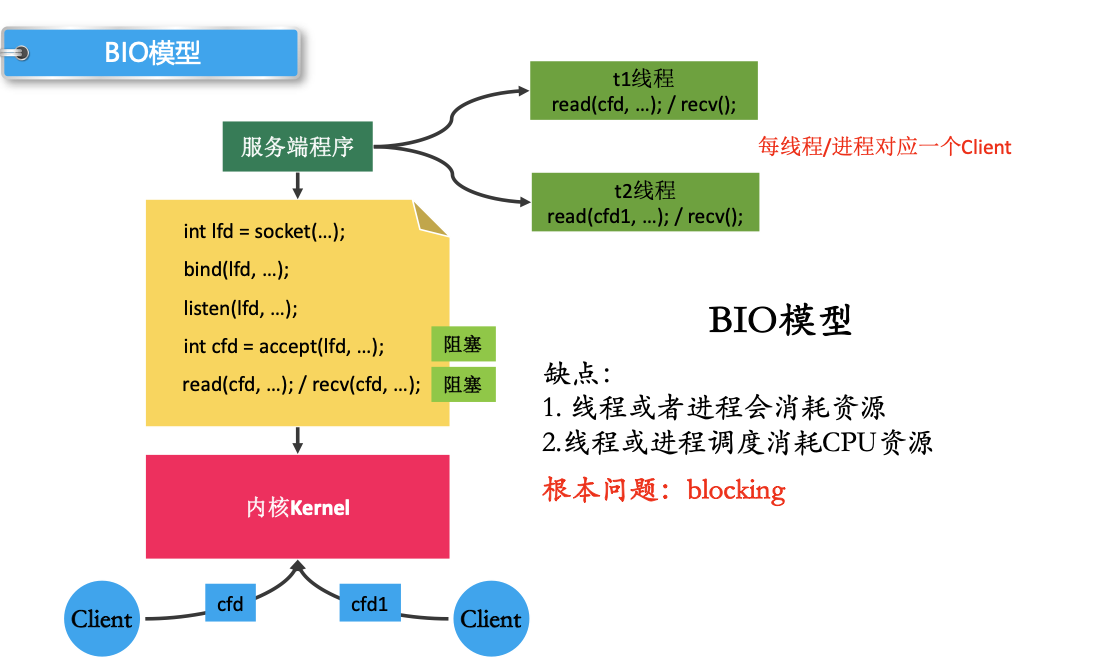 BIO模型
t1线程
read(cfd, …); / recv();
服务端程序
每线程/进程对应一个Client
t2线程
read(cfd1, …); / recv();
int lfd = socket(…);
bind(lfd, …);
listen(lfd, …);
int cfd = accept(lfd, …);
阻塞
read(cfd, …); / recv(cfd, …);
阻塞
BIO模型
缺点：
1. 线程或者进程会消耗资源
2.线程或进程调度消耗CPU资源
根本问题：blocking
内核Kernel
cfd
cfd1
Client
Client